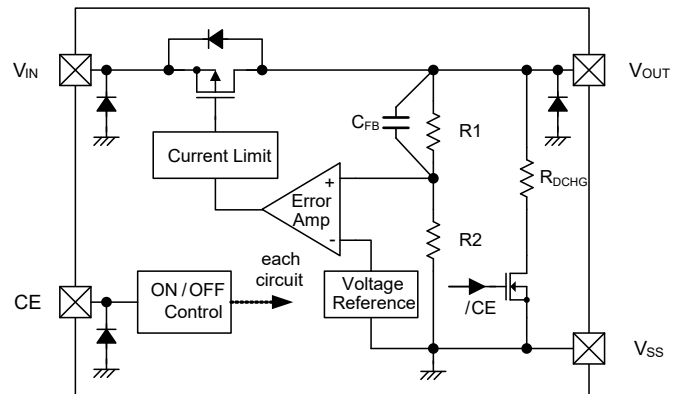 VIN
VOUT
CFB
R1
Current Limit
RDCHG
+
Error
Amp
-
R2
each
circuit
Voltage
Reference
CE
ON / OFF
Control
/CE
VSS